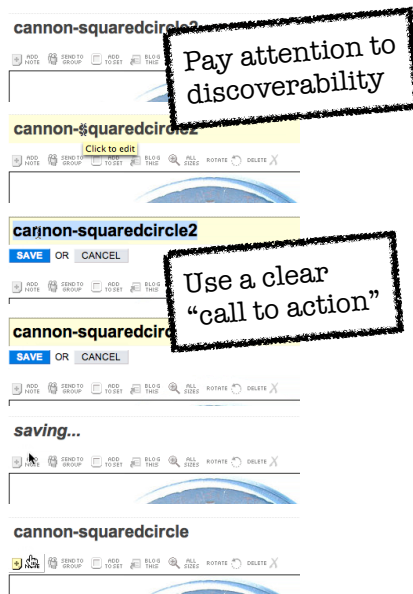 cannon-squaredcircle2
Pay attention to
discoverability
ADD NOTE SEND TO GROUP ADD TO SET BLOG THIS
cannon-squaredcircle2
Click to edit
ADD NOTE SEND TO GROUP ADD TO SET BLOG THIS ALL SIZES ROTATE DELETE
cannon-squaredcircle2
SAVE OR CANCEL
Use a clear
“call to action”
ADD NOTE SEND TO GROUP ADD TO SET BLOG THIS
cannon-squaredcirc
SAVE OR CANCEL
ADD NOTE SEND TO GROUP ADD TO SET BLOG THIS ALL SIZES ROTATE DELETE
saving...
ADD NOTE SEND TO GROUP ADD TO SET BLOG THIS ALL SIZES ROTATE DELETE
cannon-squaredcircle
ADD NOTE SEND TO GROUP ADD TO SET BLOG THIS ALL SIZES ROTATE DELETE